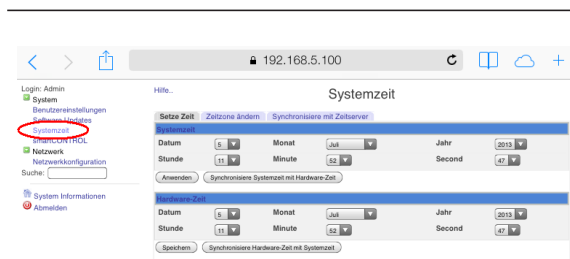 192.168.5.100
Login: Admin
System
Benutzereinstellungen
Software Updates
Systemzeit
smartCONTROL
Netzwerk
Netzwerkkonfiguration
Suche:
System Informationen
Abmelden
Hilfe..
Systemzeit
Setze Zeit Zeitzone ändern Synchronisiere mit Zeitserver
Systemzeit
Datum 5 Monat Juli Jahr 2013
Stunde 11 Minute 52 Second 47
Anwenden Synchronisiere Systemzeit mit Hardware-Zeit
Hardware-Zeit
Datum 5 Monat Juli Jahr 2013
Stunde 11 Minute 52 Second 47
Speichern Synchronisiere Hardware-Zeit mit Systemzeit